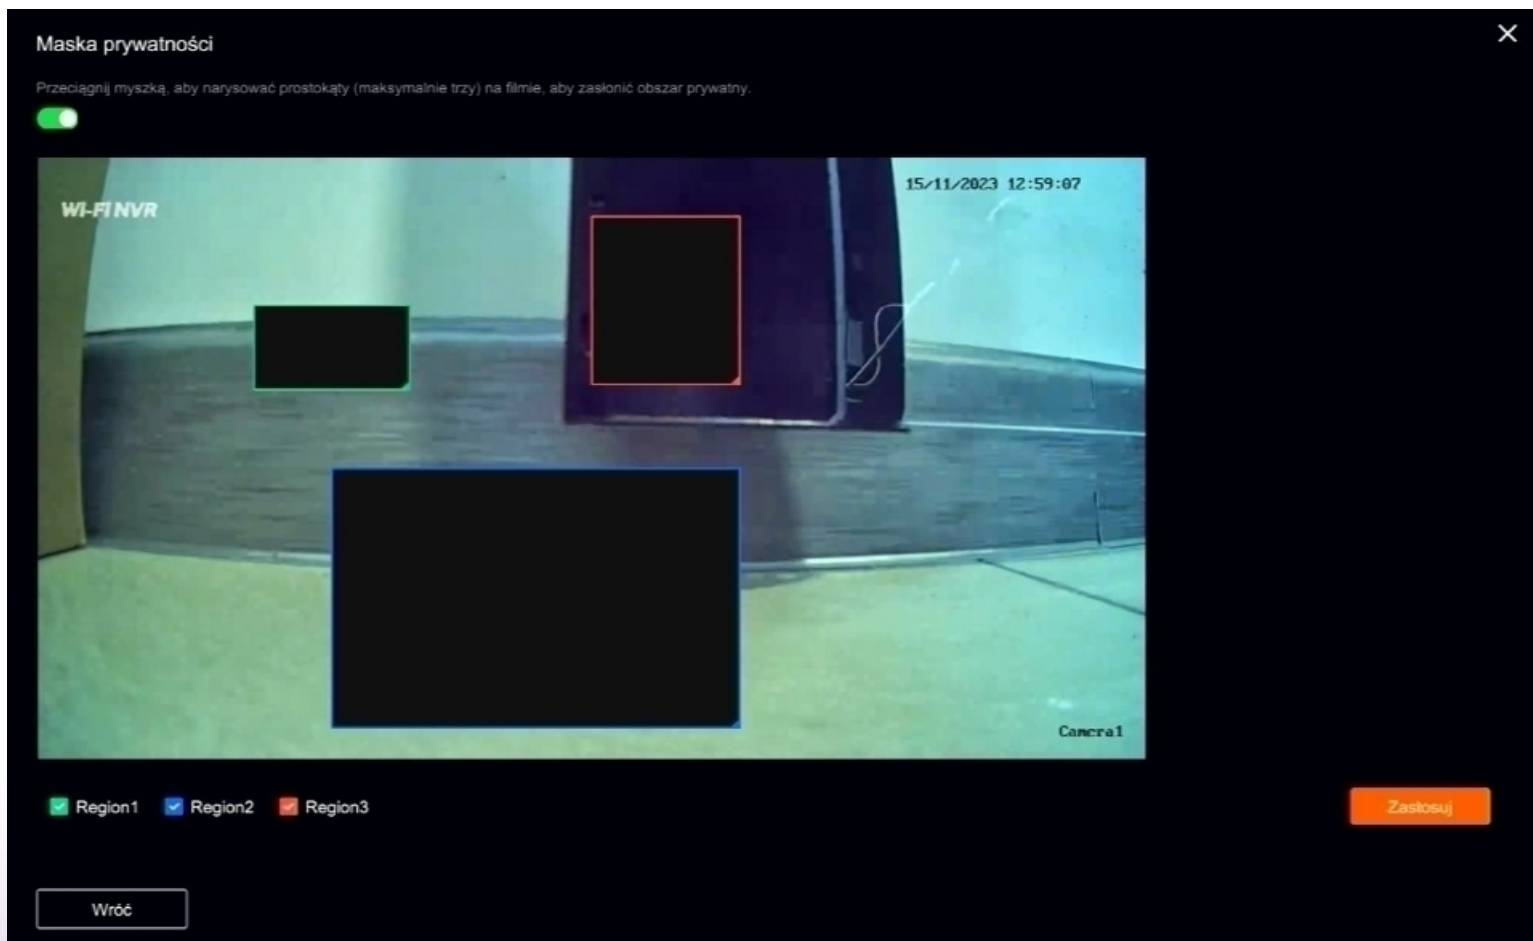 Maska prywatności
Przeciągnij myszką, aby narysować prostokąty (maksymalnie trzy) na filmie, aby zasłonić obszar prywatny.
WI-FI NVR
15/11/2023 12:59:07
Camera1
Region1 Region2 Region3
Zastosuj
Wróć